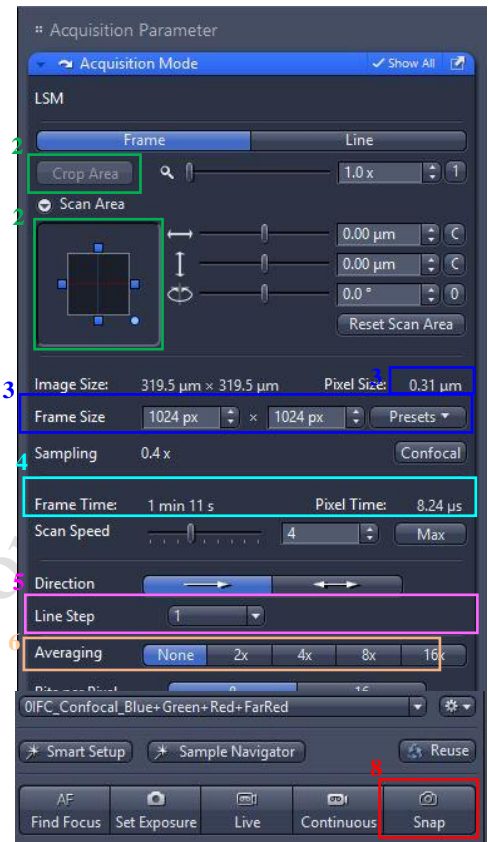 Acquisition Parameter
Acquisition Mode Show All
LSM
2 Frame Line
Crop Area 1.0 x 1
Scan Area
2
0.00 µm C
0.00 µm C
0.0 ° 0
Reset Scan Area
Image Size: 319.5 µm × 319.5 µm Pixel Size: 0.31 µm
3 3
Frame Size 1024 px × 1024 px Presets
Sampling 0.4 x Confocal
4
Frame Time: 1 min 11 s Pixel Time: 8.24 µs
Scan Speed 4 Max
5 Direction
Line Step 1
6 Averaging None 2x 4x 8x 16x
Bits per Pixel 8 16
0IFC_Confocal_Blue+Green+Red+FarRed
Smart Setup Sample Navigator Reuse
8
AF
Find Focus Set Exposure Live Continuous Snap